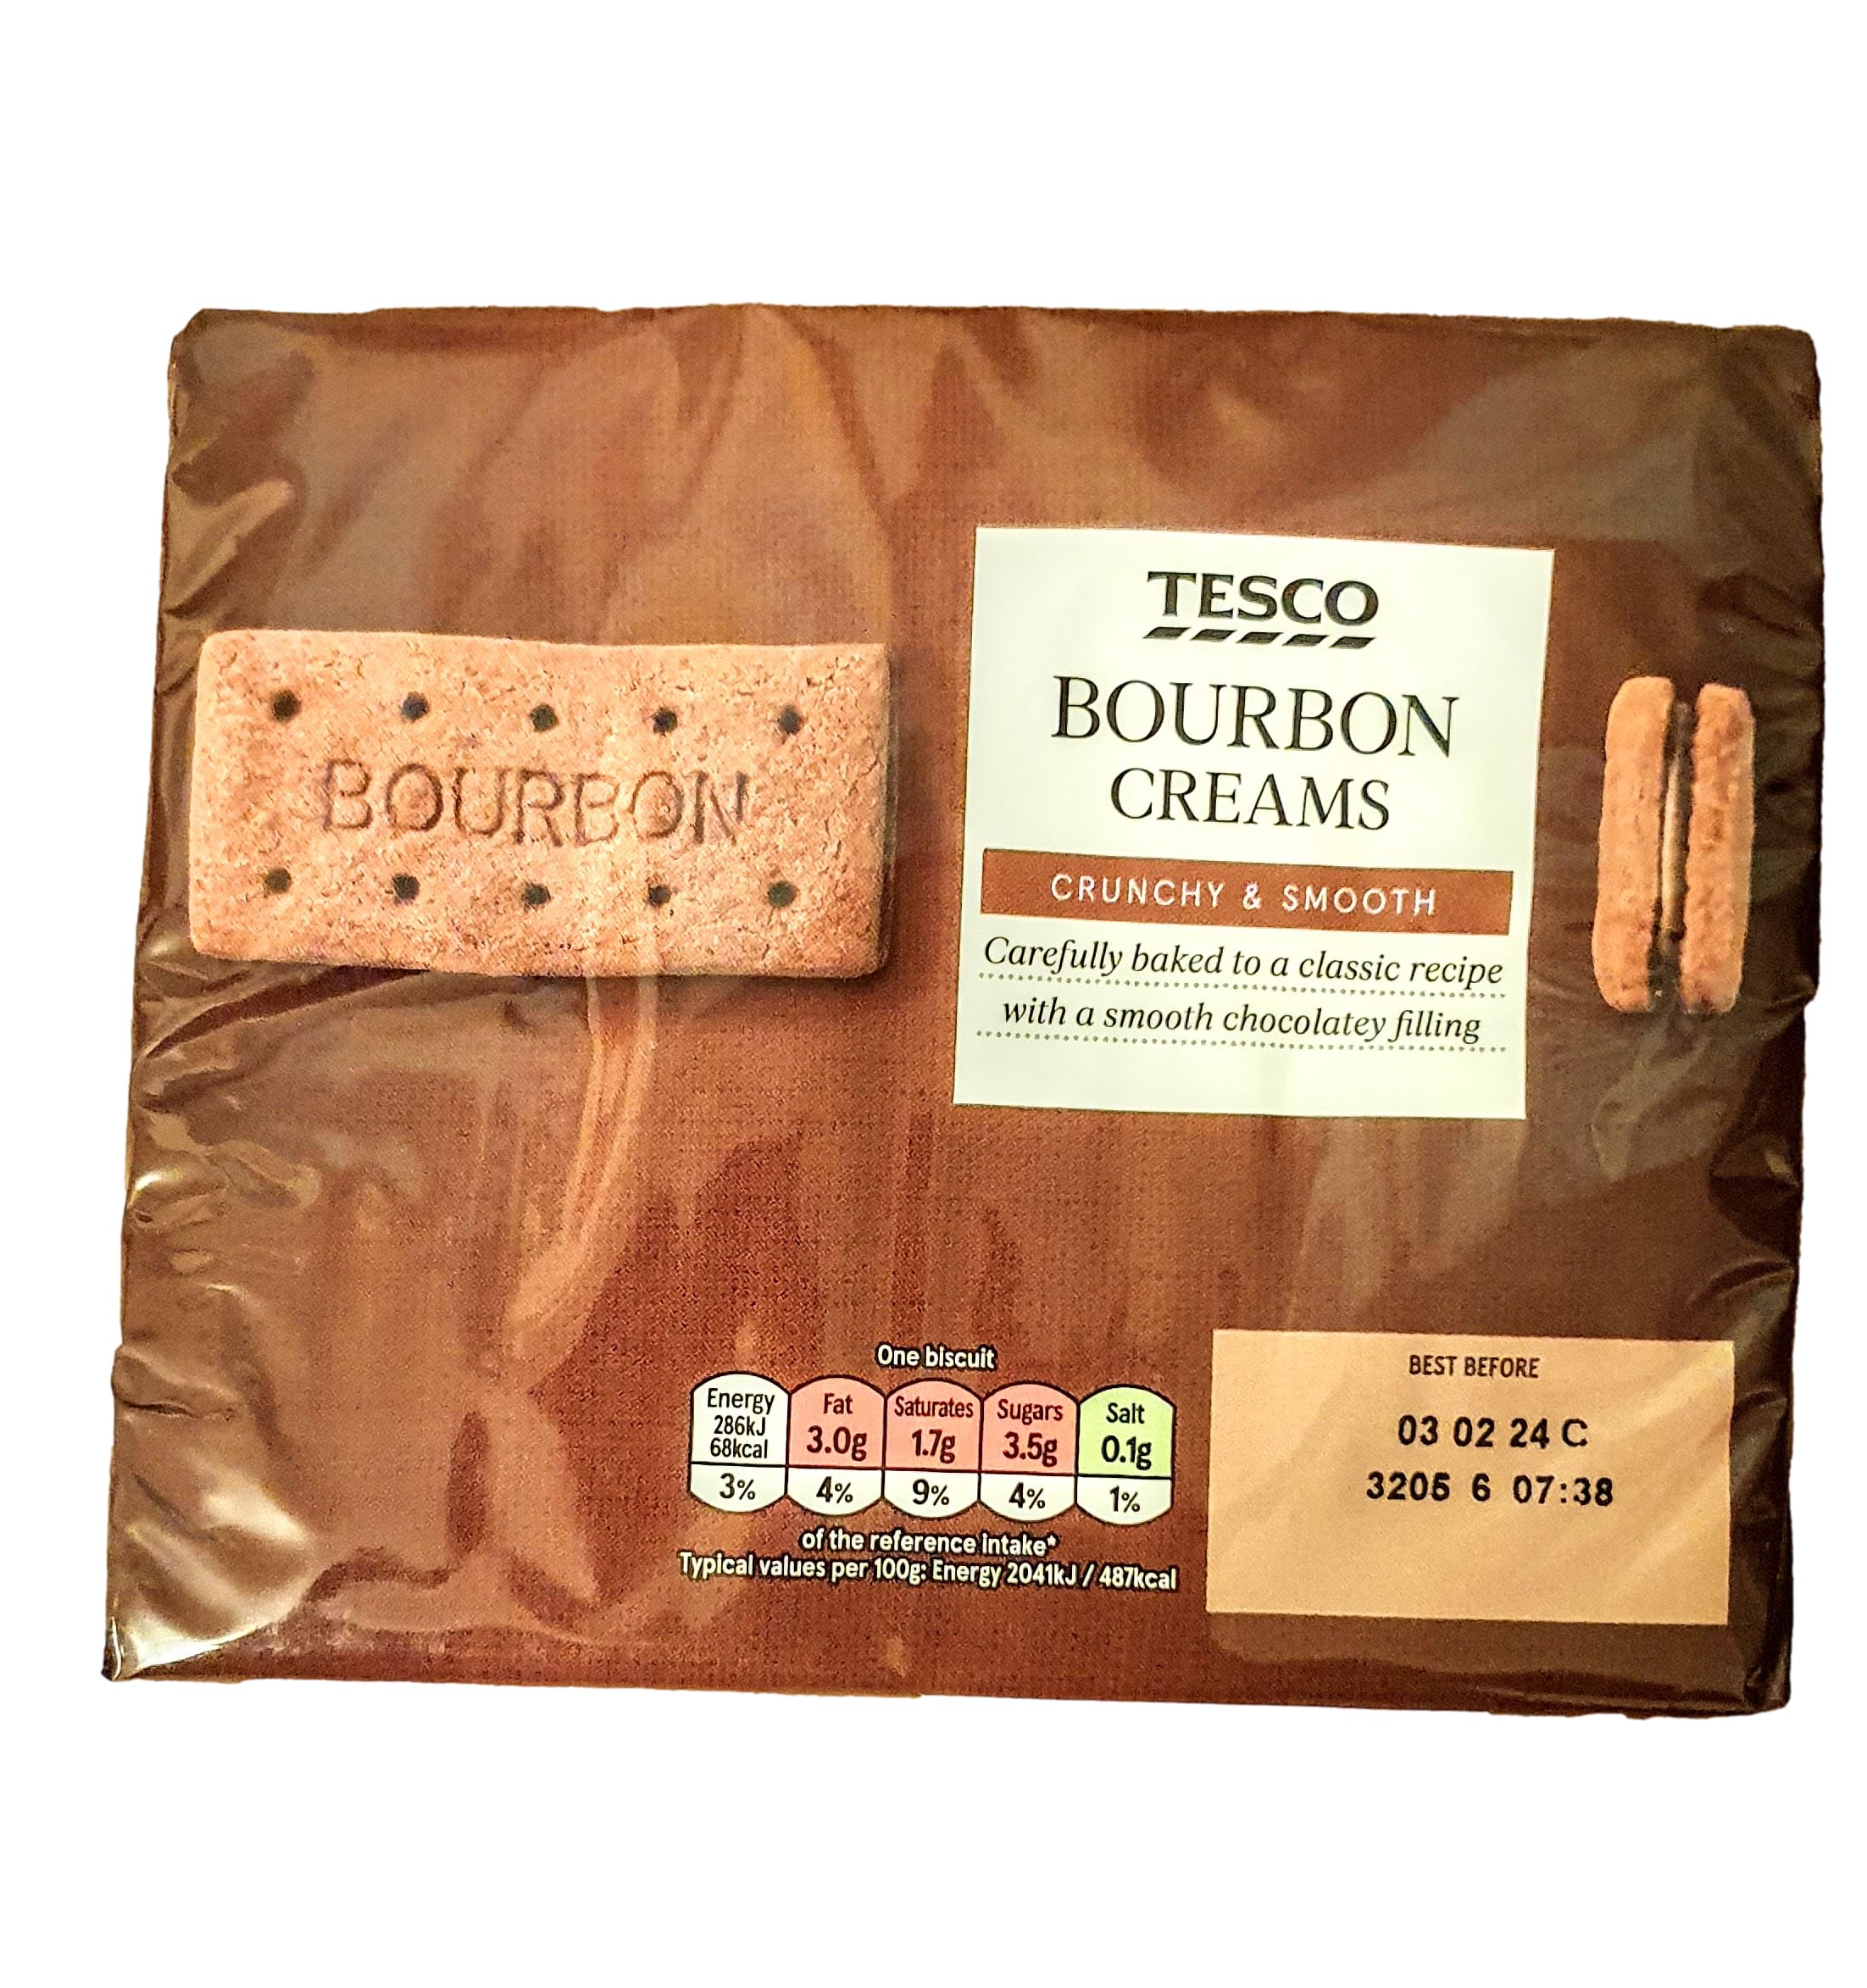 BOURBON
TESCO
BOURBON
CREAMS
CRUNCHY & SMOOTH
Carefully baked to a classic recipe
with a smooth chocolatey filling
One biscuit
Energy 286kJ 68kcal 3%
Fat 3.0g 4%
Saturates 1.7g 9%
Sugars 3.5g 4%
Salt 0.1g 1%
of the reference intake*
Typical values per 100g: Energy 2041kJ / 487kcal
BEST BEFORE
03 02 24 C
3205 6 07:38